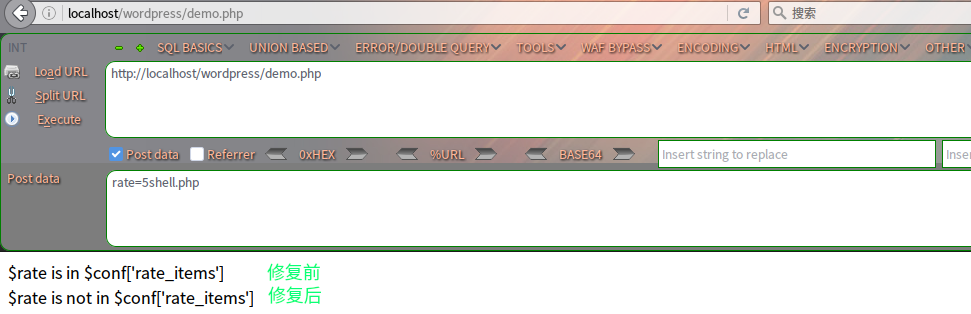 localhost/wordpress/demo.php 搜索
INT SQL BASICS UNION BASED ERROR/DOUBLE QUERY TOOLS WAF BYPASS ENCODING HTML ENCRYPTION OTHER
Load URL http://localhost/wordpress/demo.php
Split URL
Execute
Post data Referrer 0xHEX %URL BASE64 Insert string to replace Inser
Post data rate=5shell.php
$rate is in $conf['rate_items'] 修复前
$rate is not in $conf['rate_items'] 修复后